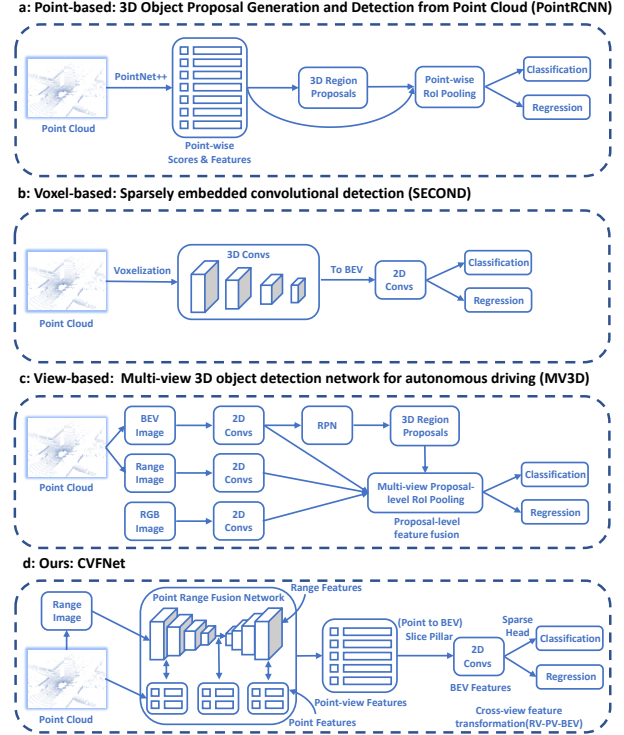 a: Point-based: 3D Object Proposal Generation and Detection from Point Cloud (PointRCNN)
PointNet++
Point Cloud
Point-wise
Scores & Features
3D Region
Proposals
Point-wise
RoI Pooling
Classification
Regression
b: Voxel-based: Sparsely embedded convolutional detection (SECOND)
Voxelization
Point Cloud
3D Convs
To BEV
2D
Convs
Classification
Regression
c: View-based: Multi-view 3D object detection network for autonomous driving (MV3D)
Point Cloud
BEV
Image
2D
Convs
RPN
3D Region
Proposals
Range
Image
2D
Convs
RGB
Image
2D
Convs
Multi-view Proposal-
level RoI Pooling
Proposal-level
feature fusion
Classification
Regression
d: Ours: CVFNet
Range
Image
Point Cloud
Point Range Fusion Network
Range Features
Point-view Features
Point Features
(Point to BEV)
Slice Pillar
2D
Convs
BEV Features
Sparse
Head
Classification
Regression
Cross-view feature
transformation(RV-PV-BEV)